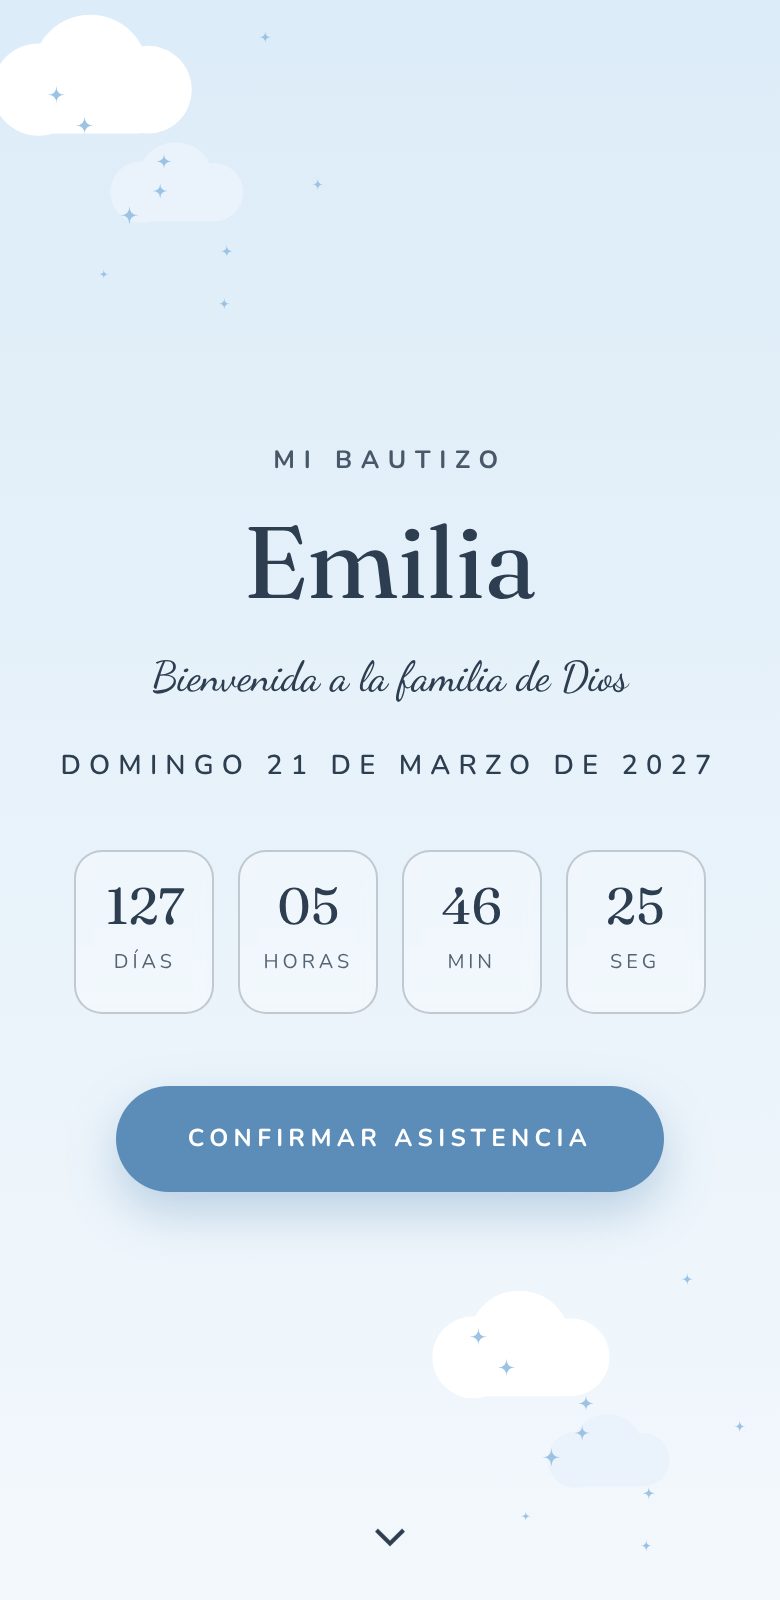 MI BAUTIZO
Emilia
Bienvenida a la familia de Dios
DOMINGO 21 DE MARZO DE 2027
127 05 46 25
DÍAS HORAS MIN SEG
CONFIRMAR ASISTENCIA